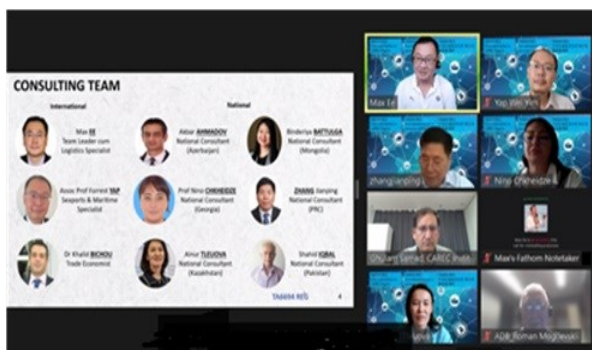 CONSULTING TEAM
International
National
Max EE
Team Leader cum
Logistics Specialist
Akbar AHMADOV
National Consultant
(Azerbaijan)
Binderiya BATTULGA
National Consultant
(Mongolia)
Assoc Prof Forrest YAP
Seaports & Maritime
Specialist
Prof Nino CHKHEIDZE
National Consultant
(Georgia)
ZHANG Jianping
National Consultant
(PRC)
Dr Khalid BICHOU
Trade Economist
Ainur TLEUOVA
National Consultant
(Kazakhstan)
Shahid IQBAL
National Consultant
(Pakistan)
4
Max Ee
Yap Wei Yim
zhangjianping
Nino Chkheidze
Ghulam Samad, CAREC Instit
Max's Fathom Notetaker
ADB_Roman Mogilevskii